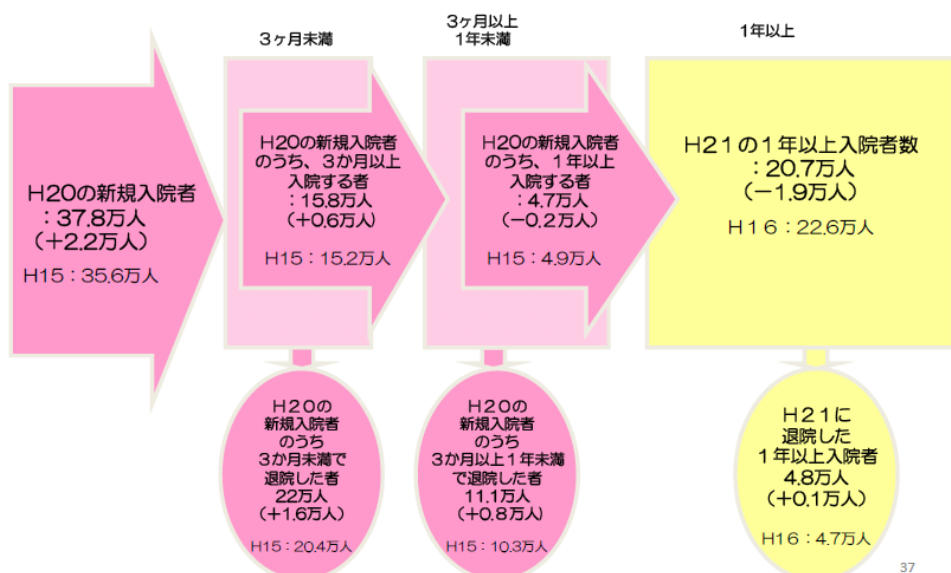 3ヶ月未満
3ヶ月以上
1年未満
1年以上
H20の新規入院者
:37.8万人
(+2.2万人)
H15:35.6万人
H20の新規入院者
のうち、3か月以上
入院する者
:15.8万人
(+0.6万人)
H15:15.2万人
H20の新規入院者
のうち、1年以上
入院する者
:4.7万人
(−0.2万人)
H15:4.9万人
H21の1年以上入院者数
:20.7万人
(−1.9万人)
H16:22.6万人
H20の
新規入院者
のうち
3か月未満で
退院した者
22万人
(+1.6万人)
H15:20.4万人
H20の
新規入院者
のうち
3か月以上1年未満
で退院した者
11.1万人
(+0.8万人)
H15:10.3万人
H21に
退院した
1年以上入院者
4.8万人
(+0.1万人)
H16:4.7万人
37